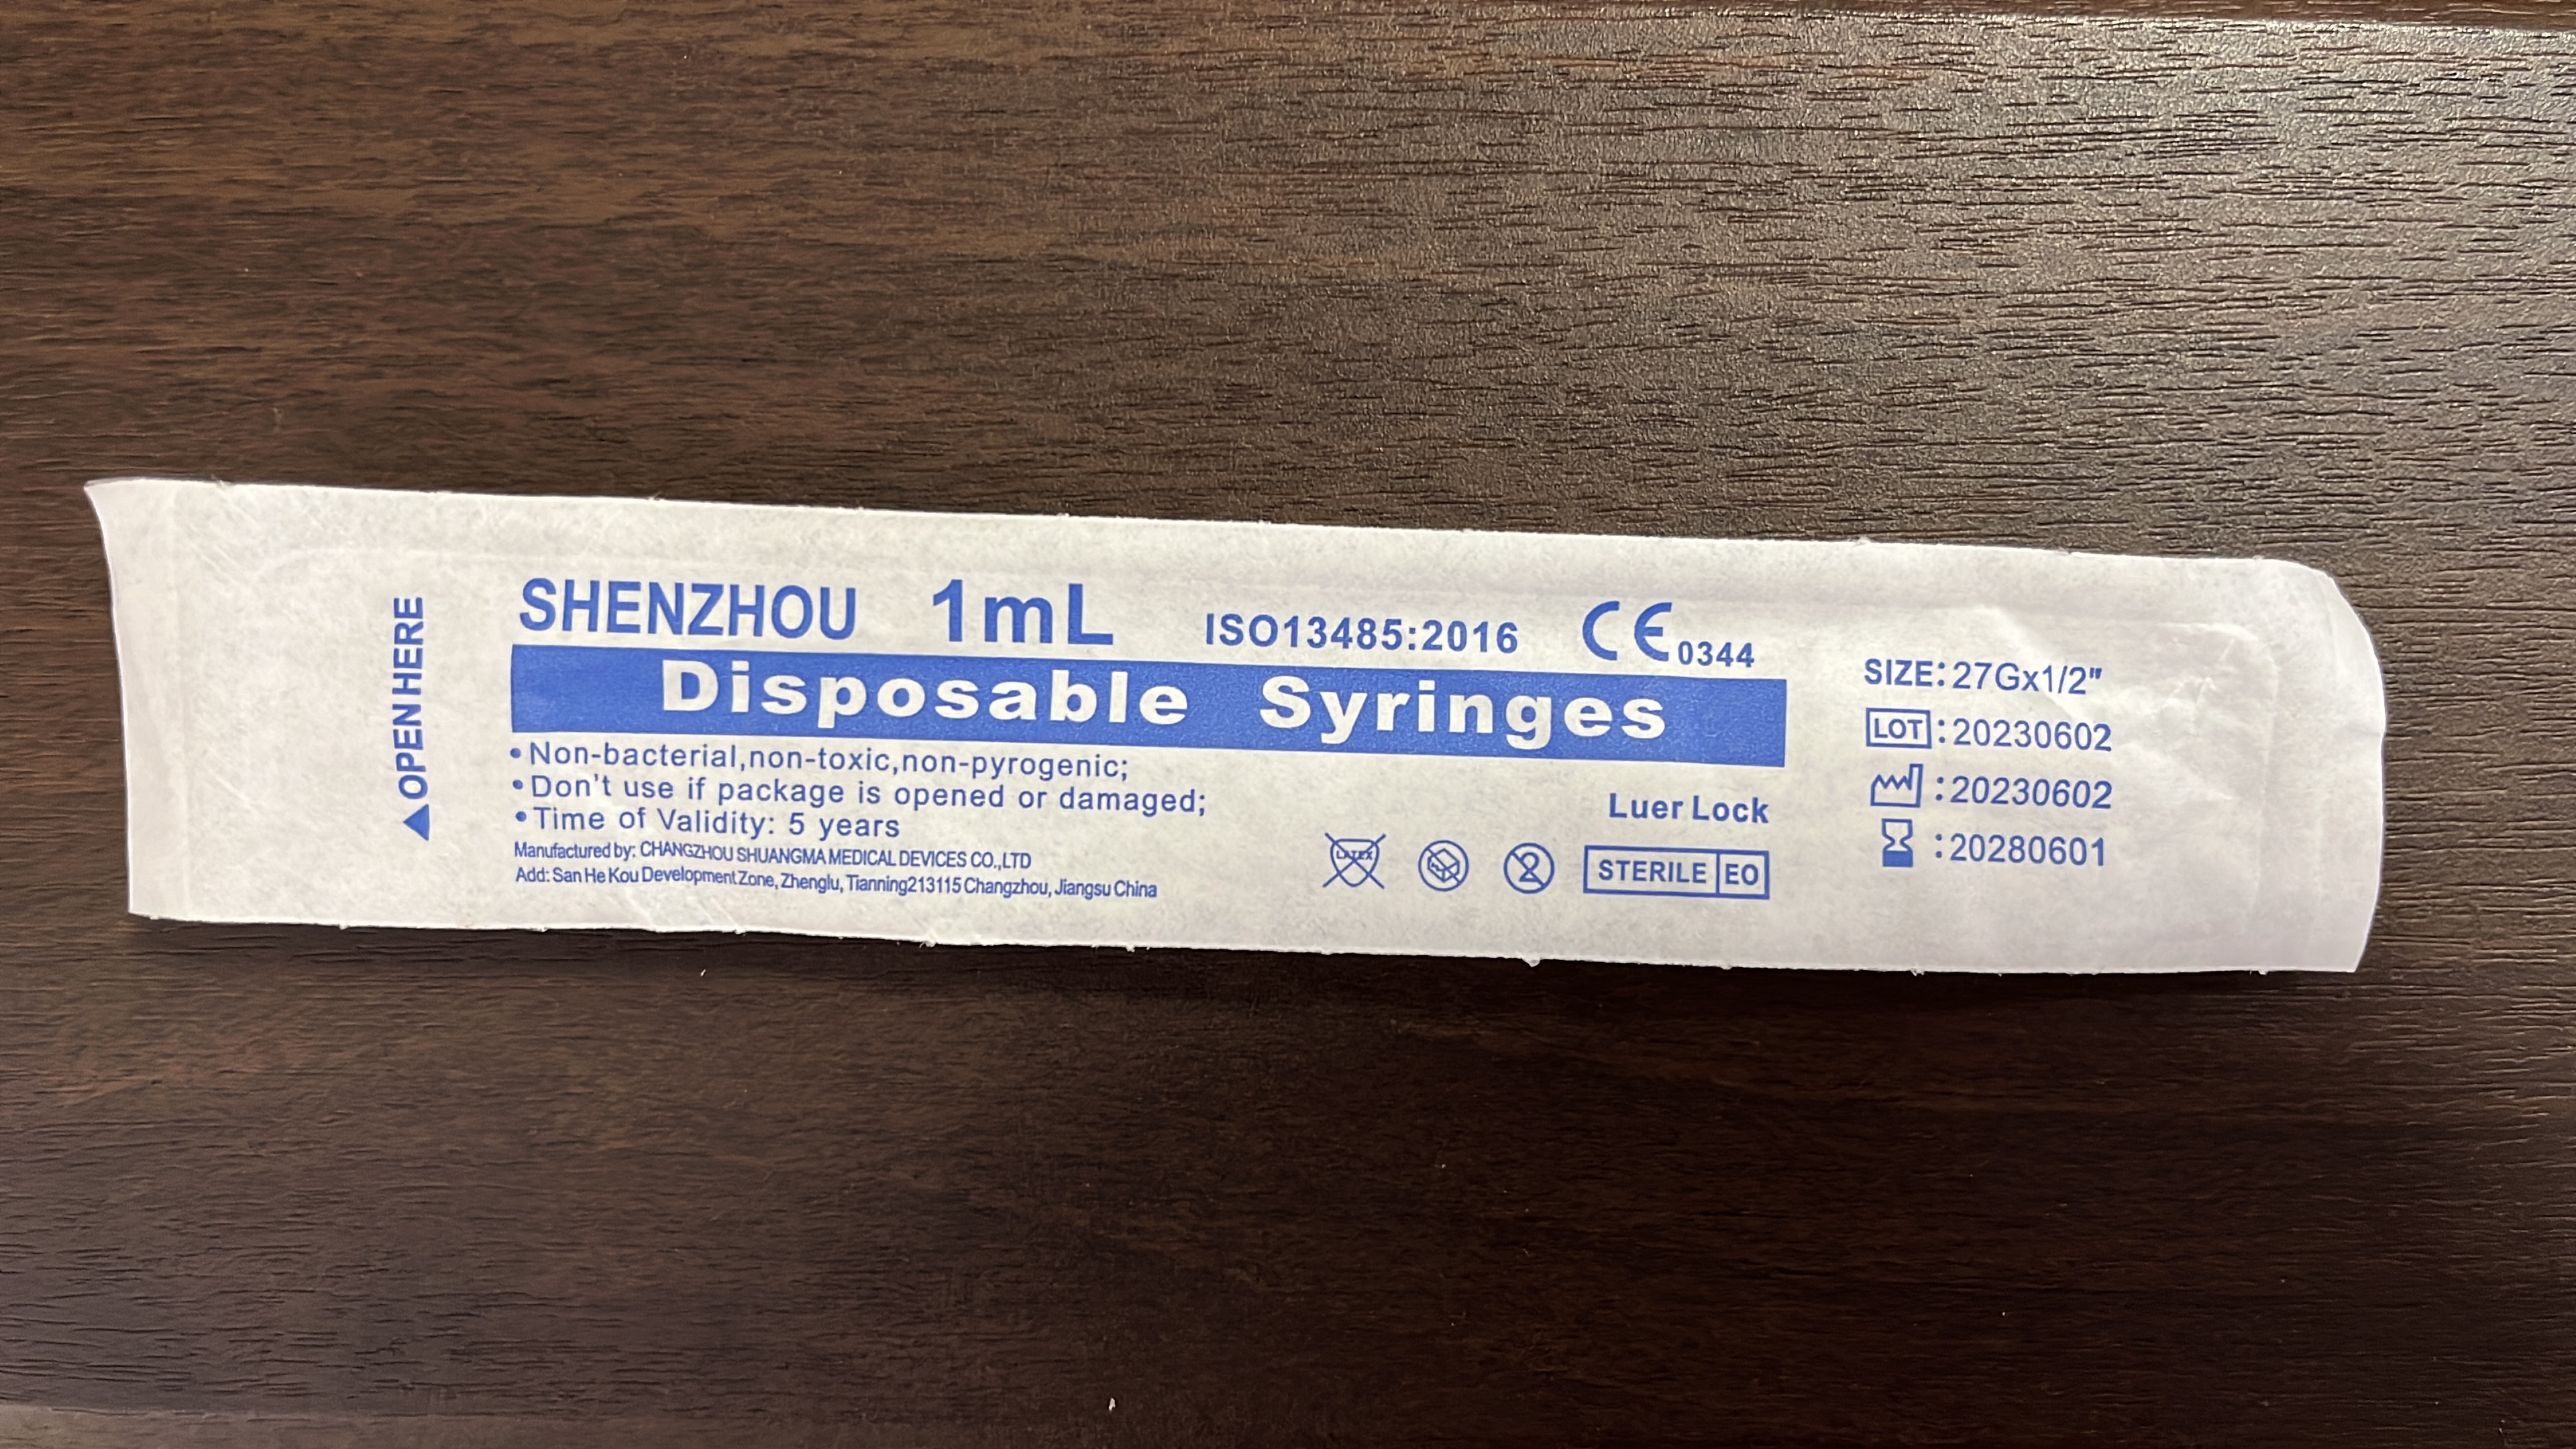 OPEN HERE
SHENZHOU 1mL ISO13485:2016 CE 0344
Disposable Syringes
• Non-bacterial,non-toxic,non-pyrogenic;
• Don't use if package is opened or damaged;
• Time of Validity: 5 years
Manufactured by: CHANGZHOU SHUANGMA MEDICAL DEVICES CO.,LTD
Add: San He Kou Development Zone, Zhenglu, Tianning213115 Changzhou, Jiangsu China
Luer Lock
LATEX 2 STERILE EO
SIZE:27Gx1/2"
LOT:20230602
:20230602
:20280601